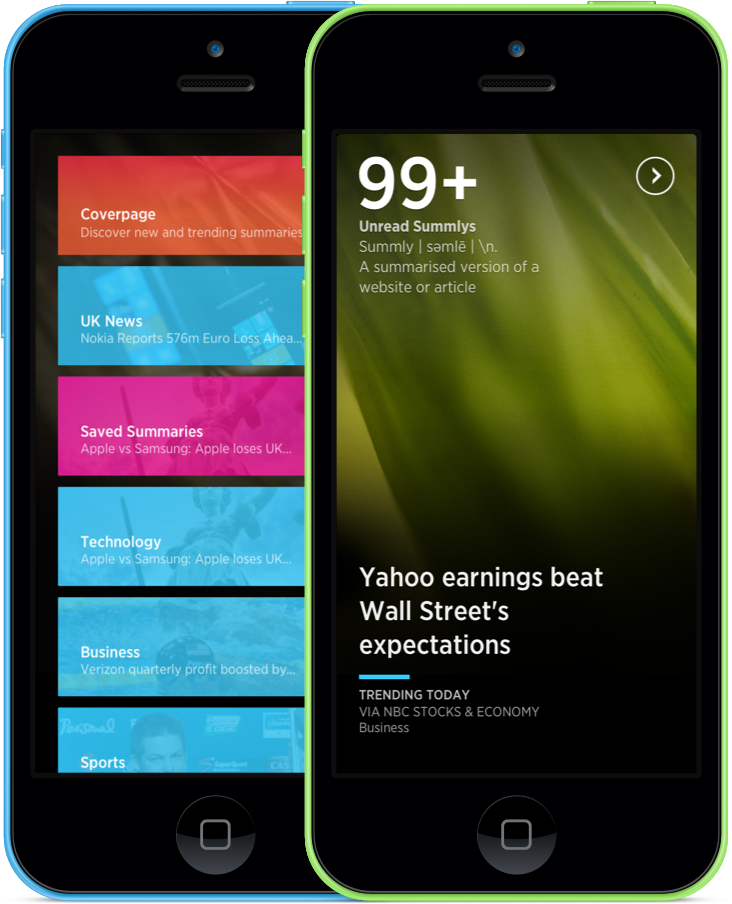 Coverpage
Discover new and trending summaries
UK News
Nokia Reports 576m Euro Loss Ahea...
Saved Summaries
Apple vs Samsung: Apple loses UK...
Technology
Apple vs Samsung: Apple loses UK...
Business
Verizon quarterly profit boosted by...
Personal
CAS
Sports
99+
Unread Summlys
Summly | səmlē | \n.
A summarised version of a
website or article
Yahoo earnings beat
Wall Street's
expectations
TRENDING TODAY
VIA NBC STOCKS & ECONOMY
Business